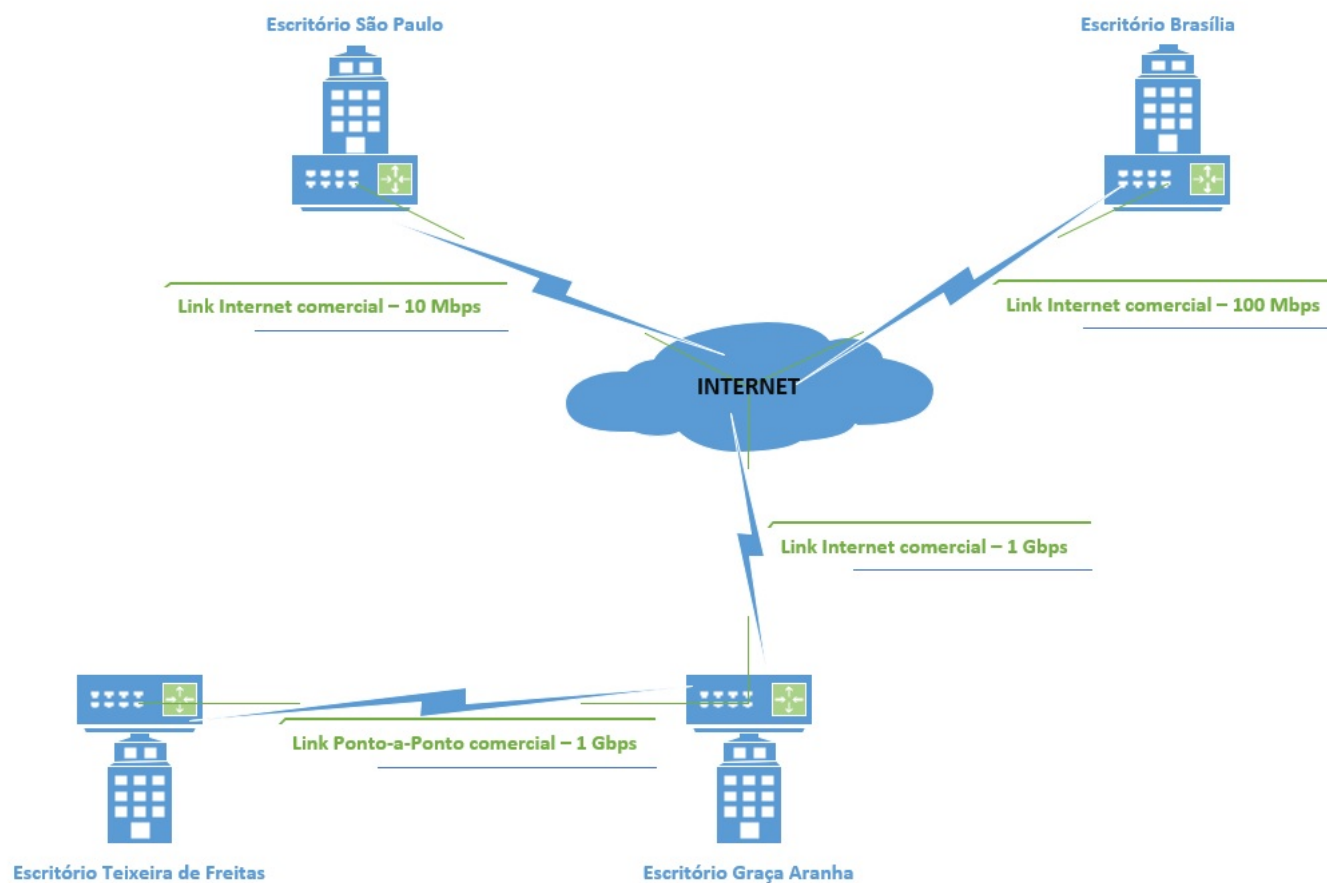 Escritório São Paulo
Escritório Brasília
Link Internet comercial – 10 Mbps
Link Internet comercial – 100 Mbps
INTERNET
Link Internet comercial – 1 Gbps
Link Ponto-a-Ponto comercial – 1 Gbps
Escritório Teixeira de Freitas
Escritório Graça Aranha